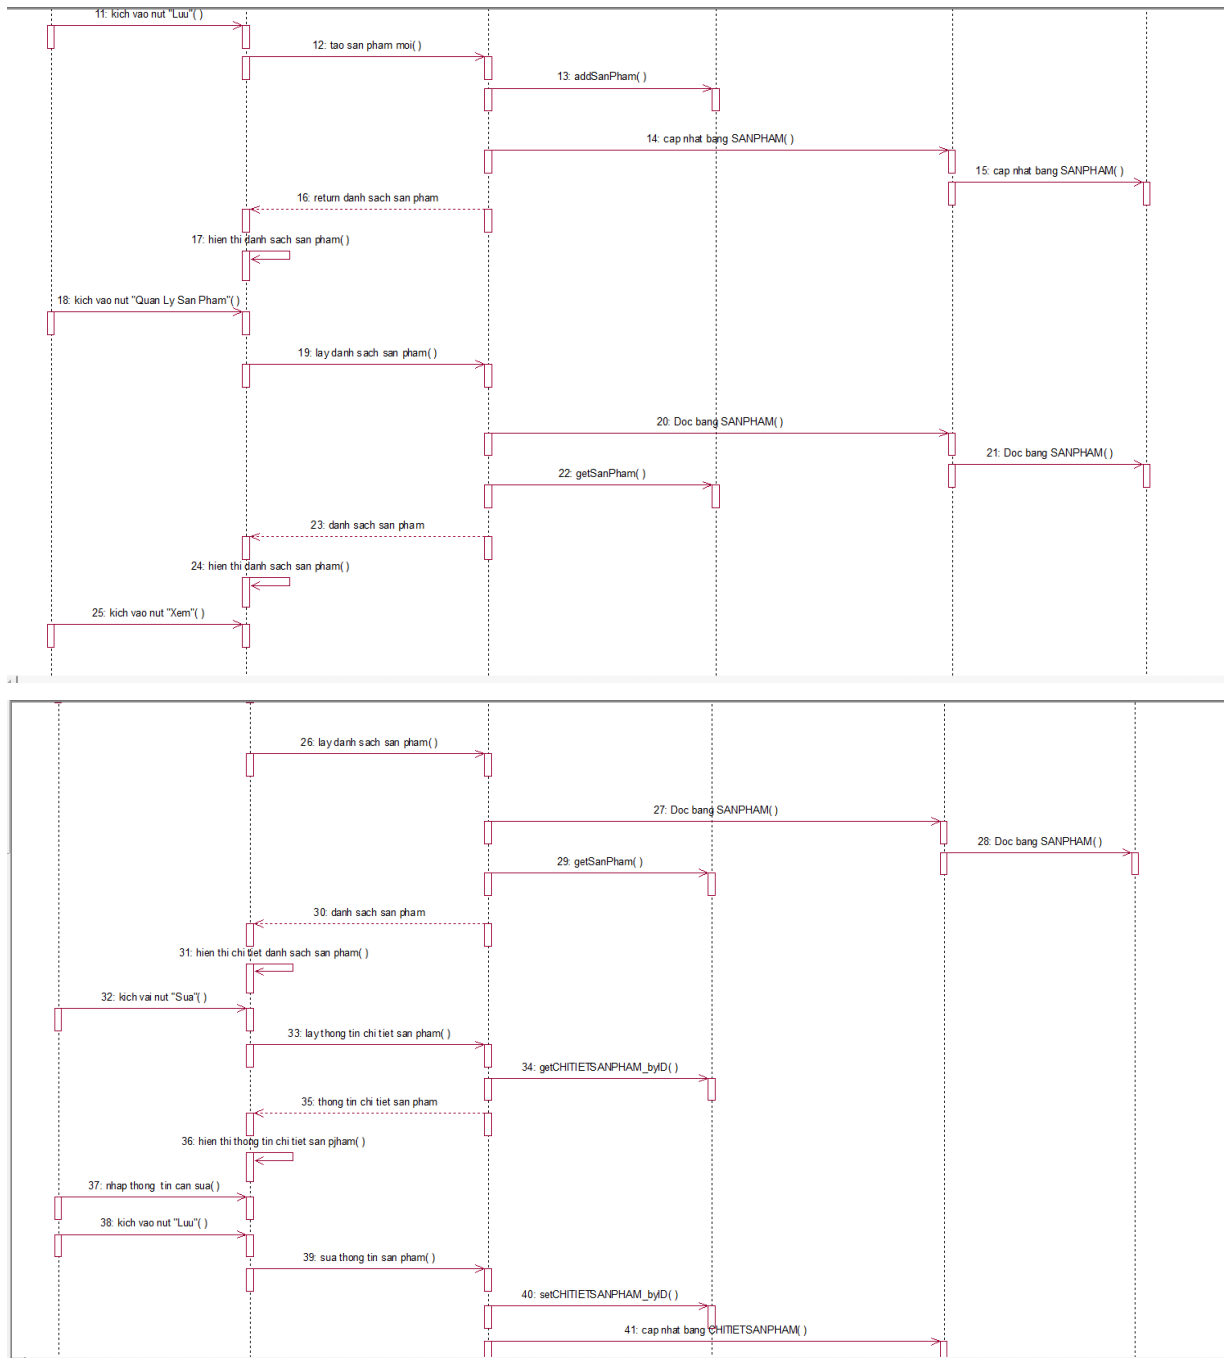 11: kich vao nut "Luu"( )
12: tao san pham moi( )
13: addSanPham( )
14: cap nhat bang SANPHAM( )
15: cap nhat bang SANPHAM( )
16: return danh sach san pham
17: hien thi danh sach san pham( )
18: kich vao nut "Quan Ly San Pham"( )
19: lay danh sach san pham( )
20: Doc bang SANPHAM( )
21: Doc bang SANPHAM( )
22: getSanPham( )
23: danh sach san pham
24: hien thi danh sach san pham( )
25: kich vao nut "Xem"( )
26: lay danh sach san pham( )
27: Doc bang SANPHAM( )
28: Doc bang SANPHAM( )
29: getSanPham( )
30: danh sach san pham
31: hien thi chi tiet danh sach san pham( )
32: kich vai nut "Sua"( )
33: lay thong tin chi tiet san pham( )
34: getCHITIETSANPHAM_byID( )
35: thong tin chi tiet san pham
36: hien thi thong tin chi tiet san pjham( )
37: nhap thong tin can sua( )
38: kich vao nut "Luu"( )
39: sua thong tin san pham( )
40: setCHITIETSANPHAM_byID( )
41: cap nhat bang CHITIETSANPHAM( )